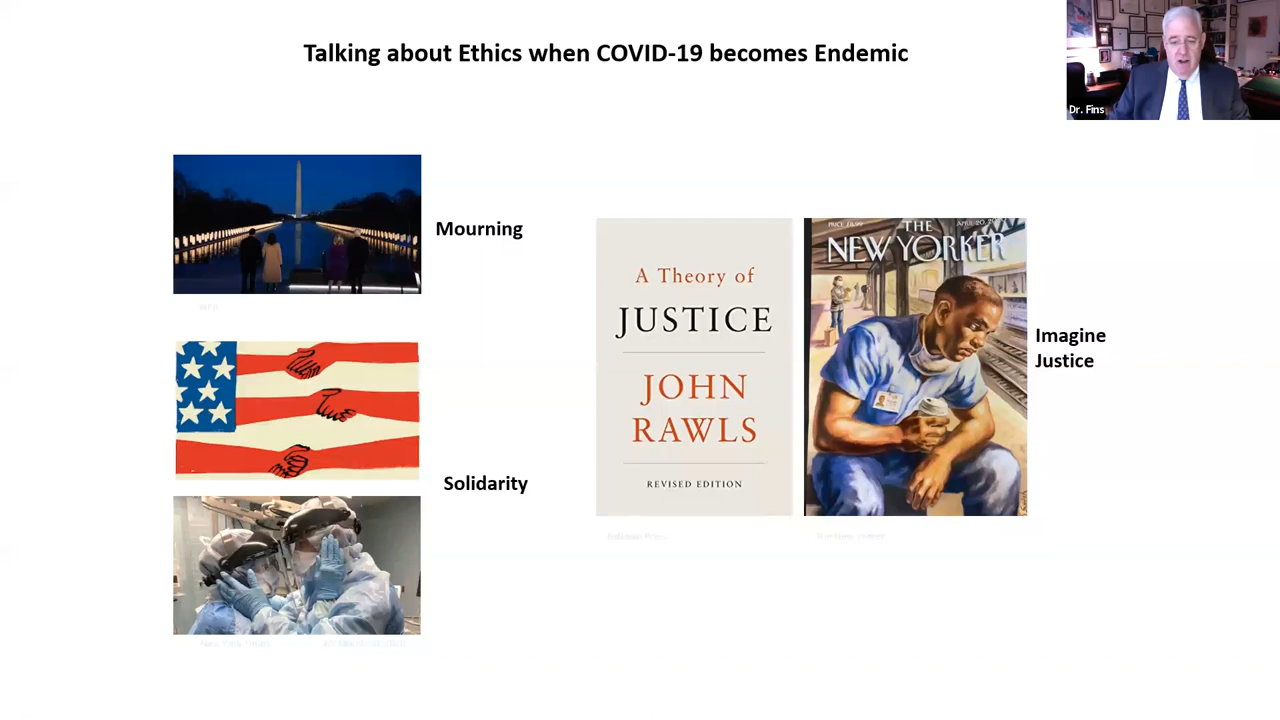 Talking about Ethics when COVID-19 becomes Endemic
Dr. Fins
Mourning
Solidarity
A Theory of
JUSTICE
JOHN
RAWLS
REVISED EDITION
THE
NEW YORKER
Imagine
Justice